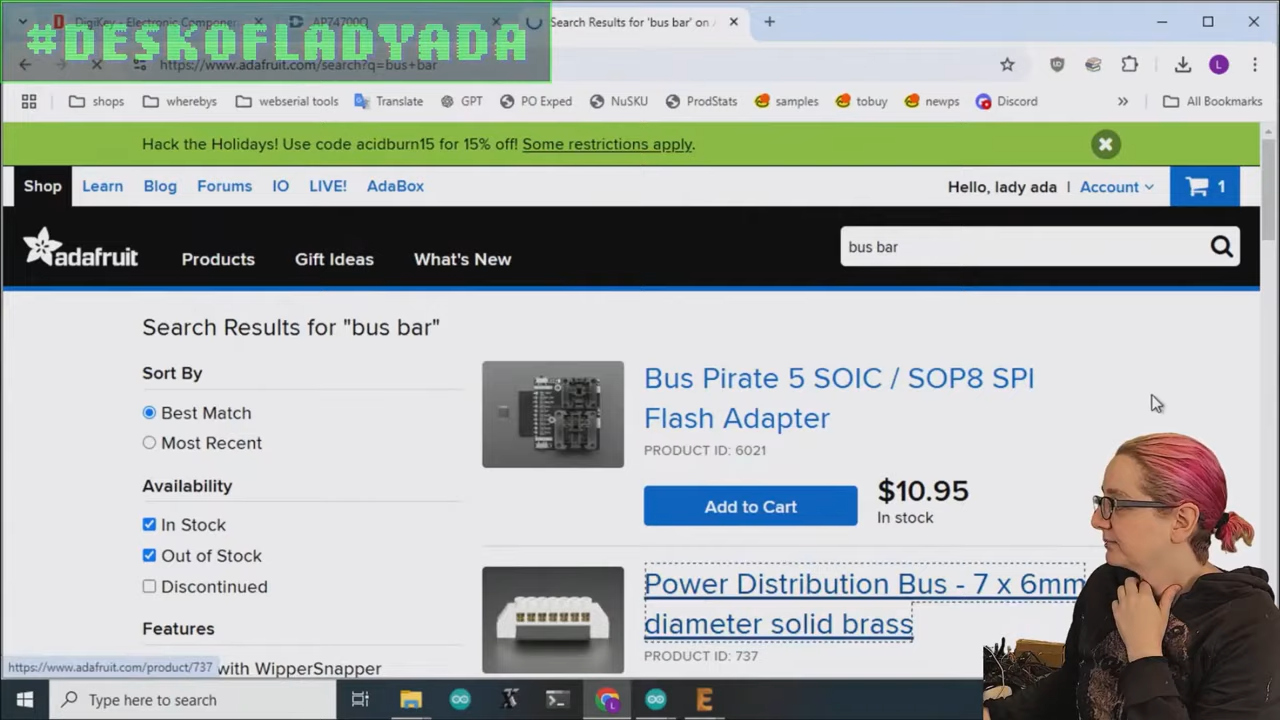 #DESKOFLADYADA
DigiKey - Electronic Componen
AP74700Q
Search Results for 'bus bar' on
https://www.adafruit.com/search?q=bus+bar
shops
wherebys
webserial tools
Translate
GPT
PO Exped
NuSKU
ProdStats
samples
tobuy
newps
Discord
All Bookmarks
Hack the Holidays! Use code acidburn15 for 15% off! Some restrictions apply.
Shop
Learn
Blog
Forums
IO
LIVE!
AdaBox
Hello, lady ada | Account
1
adafruit
Products
Gift Ideas
What's New
bus bar
Search Results for "bus bar"
Sort By
Best Match
Most Recent
Availability
In Stock
Out of Stock
Discontinued
Features
with WipperSnapper
Bus Pirate 5 SOIC / SOP8 SPI
Flash Adapter
PRODUCT ID: 6021
Add to Cart
$10.95
In stock
Power Distribution Bus - 7 x 6mm
diameter solid brass
PRODUCT ID: 737
https://www.adafruit.com/product/737
Type here to search